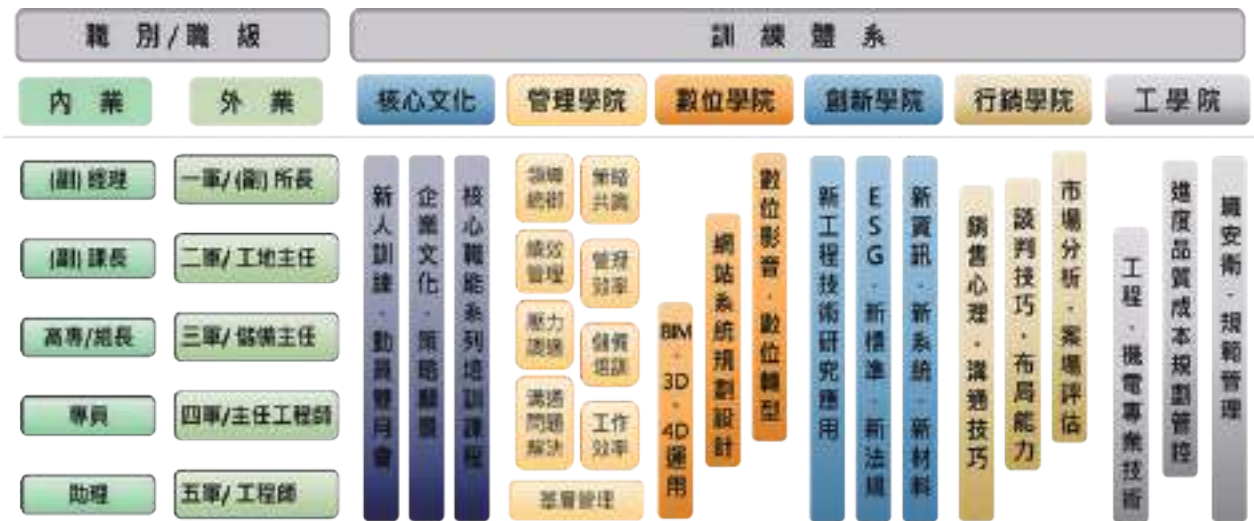 職別/職級
訓練體系
內業
外業
核心文化
管理學院
數位學院
創新學院
行銷學院
工學院
(副)經理
一軍/(副)所長
(副)課長
二軍/工地主任
高專/組長
三軍/儲備主任
專員
四軍/主任工程師
助理
五軍/工程師
新人訓練．動員雙月會
企業文化．策略願景
核心職能系列培訓課程
領導
統御
策略
共識
績效
管理
管理
效率
壓力
調適
儲備
培訓
溝通
問題
解決
工作
效率
基層管理
BIM．3D．4D運用
網站系統規劃設計
數位影音．數位轉型
新工程技術研究應用
ESG．新標準．新法規
新資訊．新系統．新材料
銷售心理．溝通技巧
談判技巧．布局能力
市場分析．案場評估
工程．機電專業技術
進度品質成本規劃管控
職安衛．規範管理